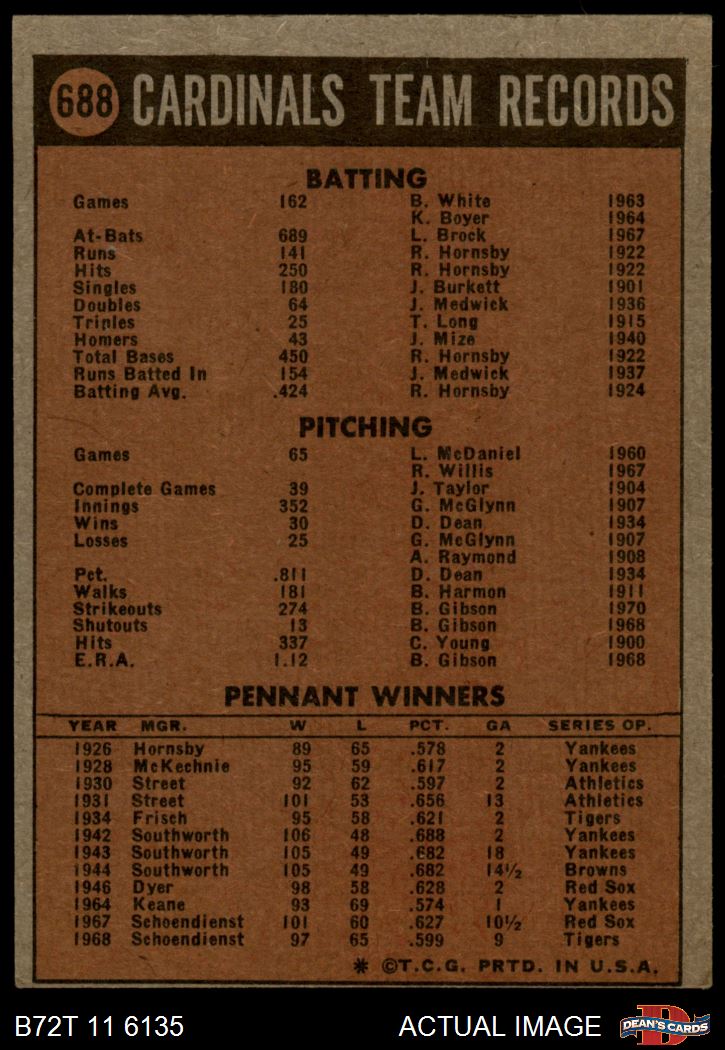 688 CARDINALS TEAM RECORDS
BATTING
Games 162 B. White 1963
K. Boyer 1964
At-Bats 689 L. Brock 1967
Runs 141 R. Hornsby 1922
Hits 250 R. Hornsby 1922
Singles 180 J. Burkett 1901
Doubles 64 J. Medwick 1936
Triples 25 T. Long 1915
Homers 43 J. Mize 1940
Total Bases 450 R. Hornsby 1922
Runs Batted In 154 J. Medwick 1937
Batting Avg. .424 R. Hornsby 1924
PITCHING
Games 65 L. McDaniel 1960
R. Willis 1967
Complete Games 39 J. Taylor 1904
Innings 352 G. McGlynn 1907
Wins 30 D. Dean 1934
Losses 25 G. McGlynn 1907
A. Raymond 1908
Pct. .811 D. Dean 1934
Walks 181 B. Harmon 1911
Strikeouts 274 B. Gibson 1970
Shutouts 13 B. Gibson 1968
Hits 337 C. Young 1900
E.R.A. 1.12 B. Gibson 1968
PENNANT WINNERS
YEAR MGR. W L PCT. GA SERIES OP.
1926 Hornsby 89 65 .578 2 Yankees
1928 McKechnie 95 59 .617 2 Yankees
1930 Street 92 62 .597 2 Athletics
1931 Street 101 53 .656 13 Athletics
1934 Frisch 95 58 .621 2 Tigers
1942 Southworth 106 48 .688 2 Yankees
1943 Southworth 105 49 .682 18 Yankees
1944 Southworth 105 49 .682 14½ Browns
1946 Dyer 98 58 .628 2 Red Sox
1964 Keane 93 69 .574 1 Yankees
1967 Schoendienst 101 60 .627 10½ Red Sox
1968 Schoendienst 97 65 .599 9 Tigers
* ©T.C.G. PRTD. IN U.S.A.
B72T 11 6135 ACTUAL IMAGE DEAN'S CARDS